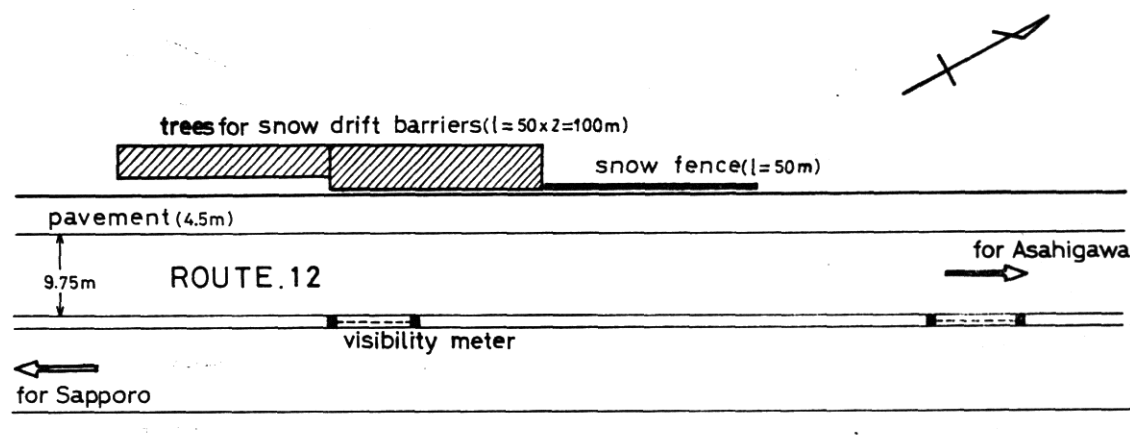 trees for snow drift barriers(l=50x2=100m)
snow fence(l=50m)
pavement(4.5m)
for Asahigawa
9.75m
ROUTE.12
visibility meter
for Sapporo